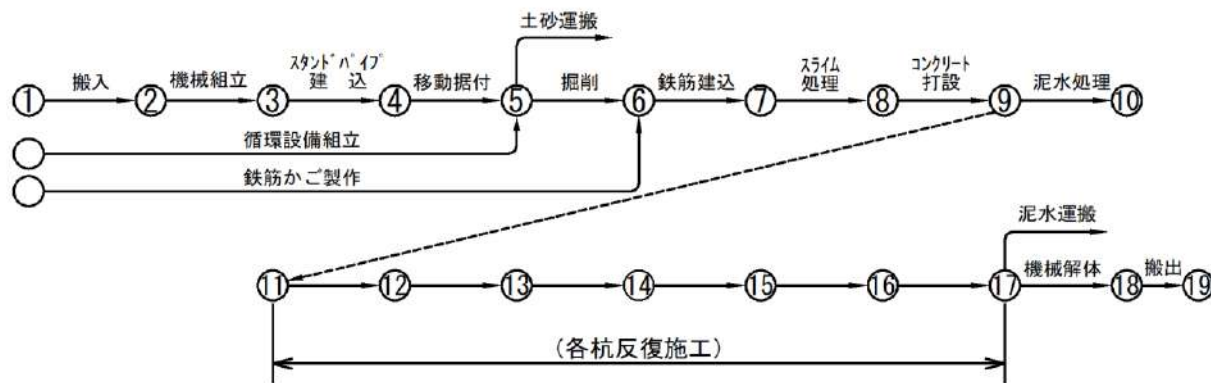 土砂運搬
① 搬入 ② 機械組立 ③ ｽﾀﾝﾄﾞﾊﾟｲﾌﾟ 建 込 ④ 移動据付 ⑤ 掘削 ⑥ 鉄筋建込 ⑦ ｽﾗｲﾑ 処理 ⑧ ｺﾝｸﾘｰﾄ 打設 ⑨ 泥水処理 ⑩
循環設備組立
鉄筋かご製作
泥水運搬
⑪ ⑫ ⑬ ⑭ ⑮ ⑯ ⑰ 機械解体 ⑱ 搬出 ⑲
(各杭反復施工)